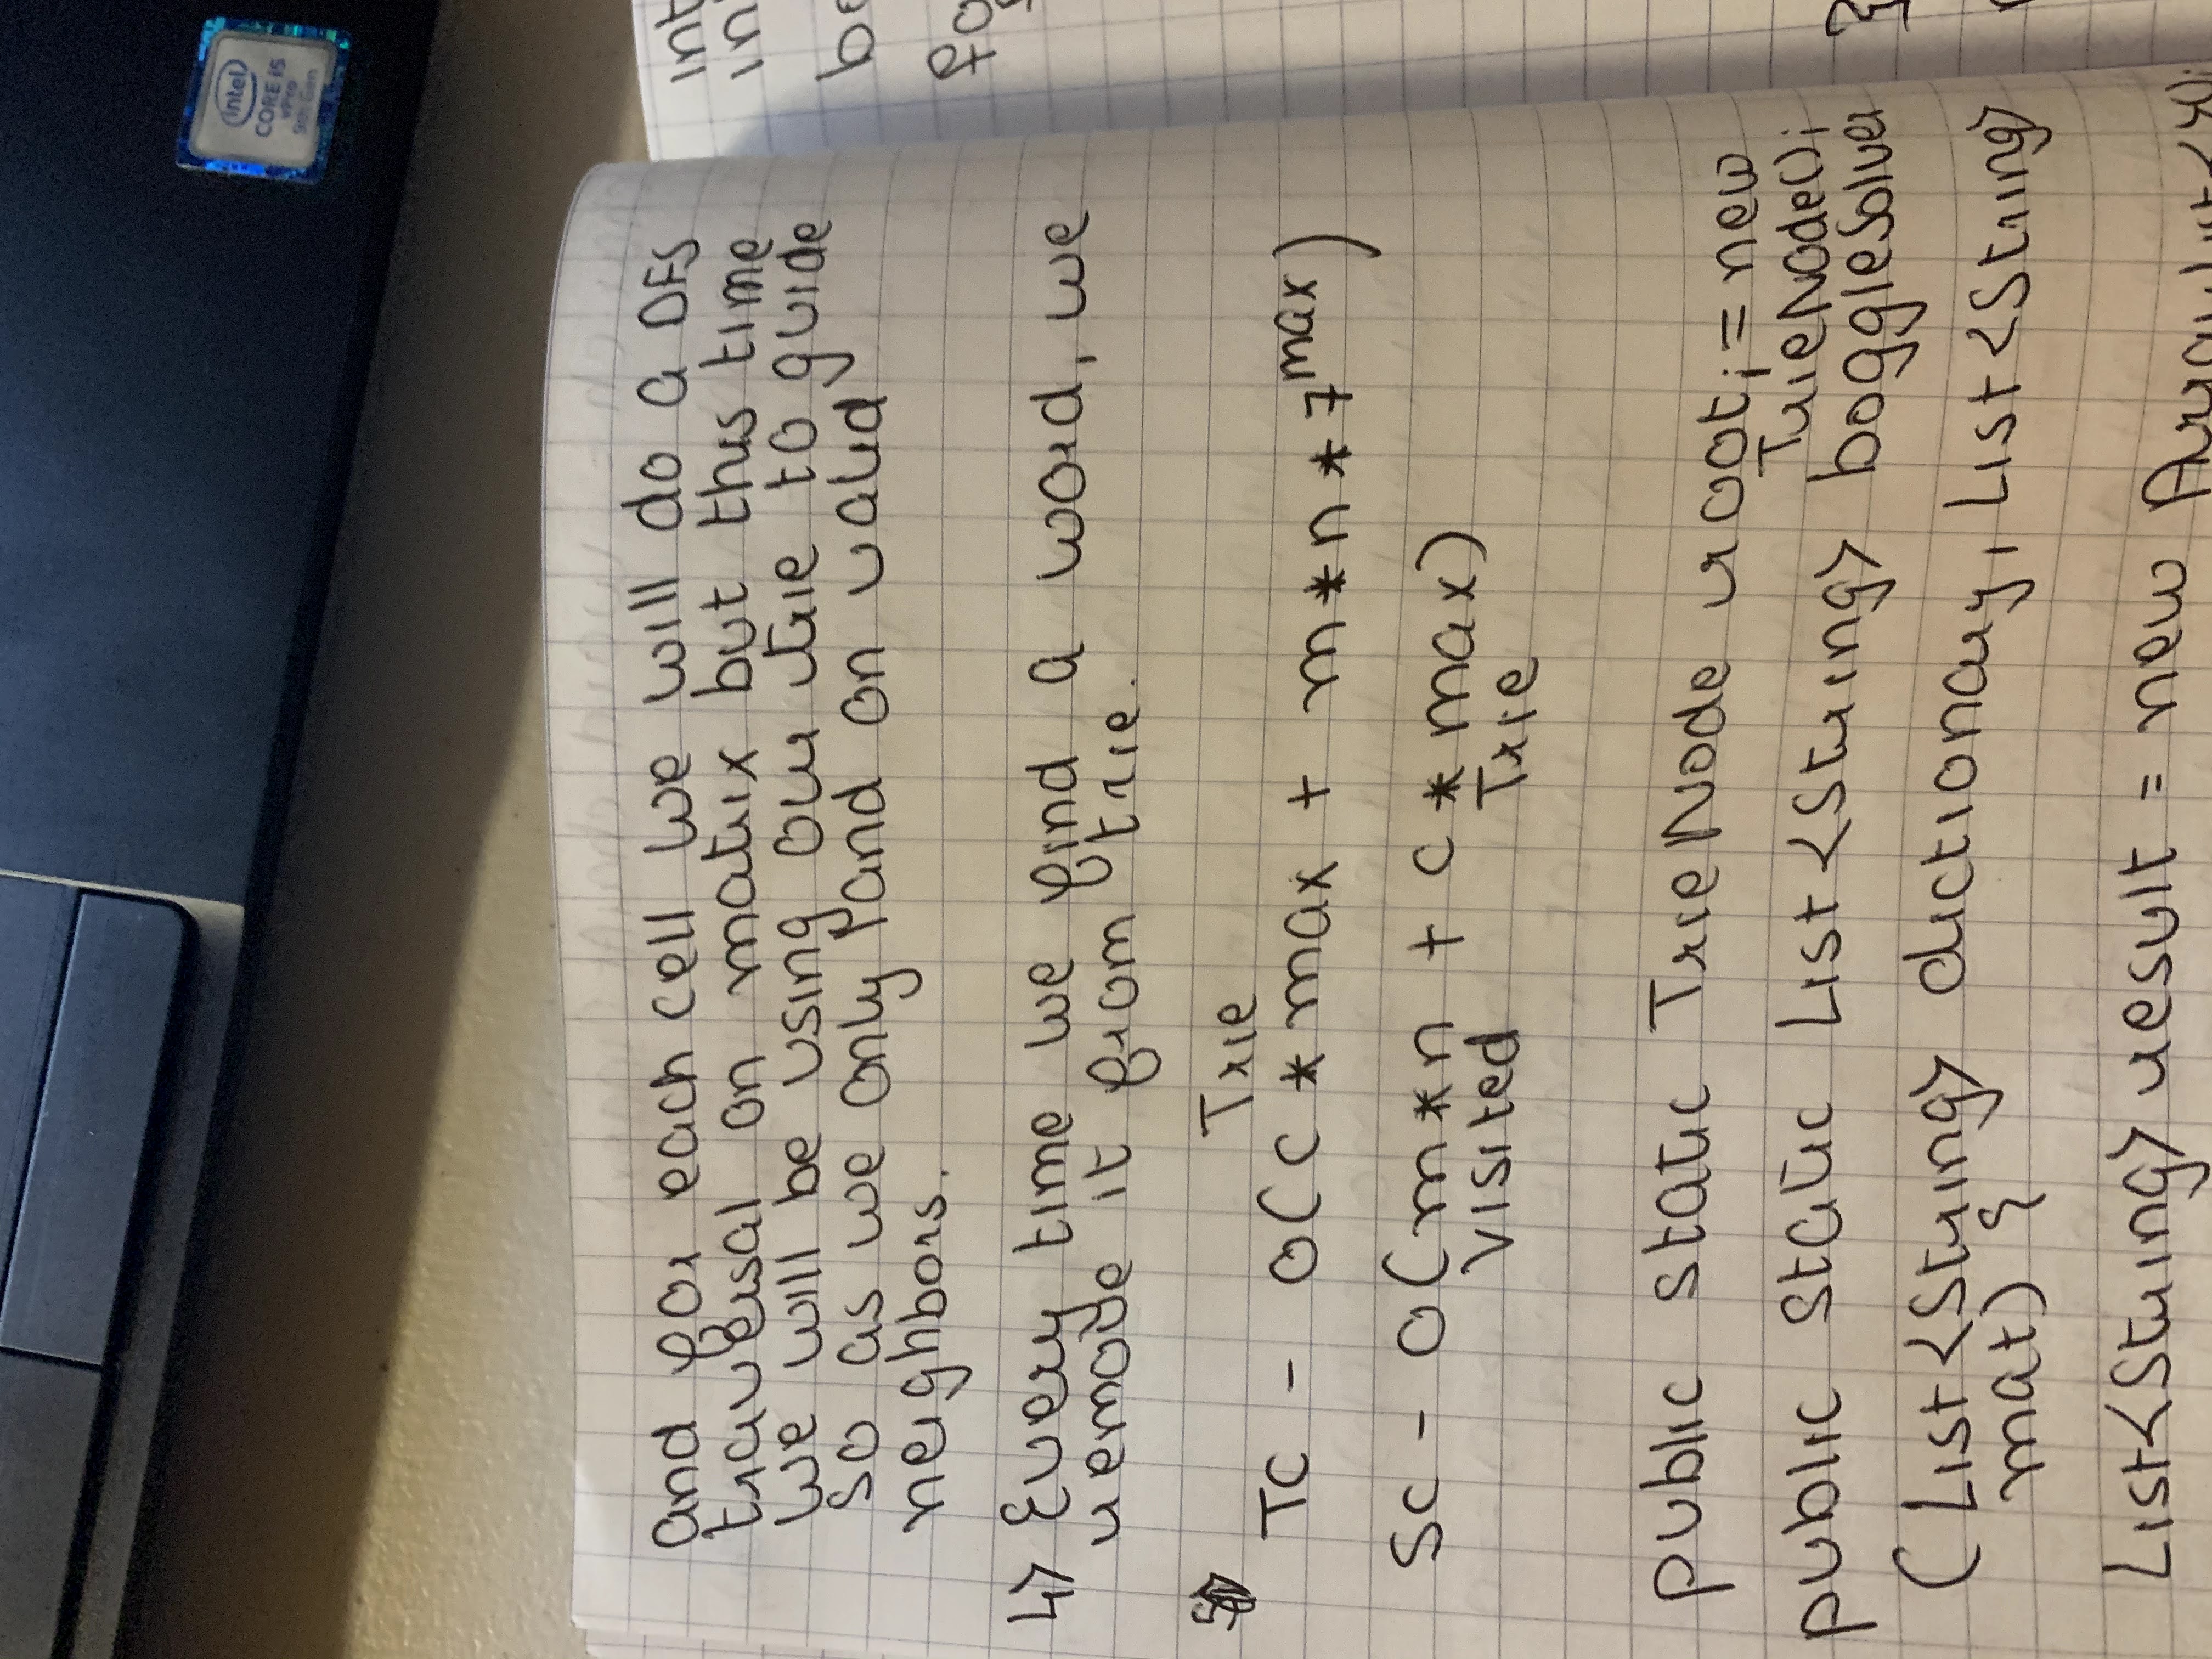 intel
CORE i5
vPro
9th Gen
and for each cell we will do a DFS
traversal on matrix but this time
we will be using our trie to guide
so as we only land on valid
neighbors.
4) Every time we find a word, we
remove it from trie.
Trie
TC - O(C * max + m*n*7^max)
SC - O(m*n + C * max)
Visited Trie
public static TrieNode root; = new
TrieNode();
public static List<String> boggleSolver
(List<String> dictionary, List<String>
mat) {
List<String> result = new ArrayList<>();
int
in
bo
fo
}